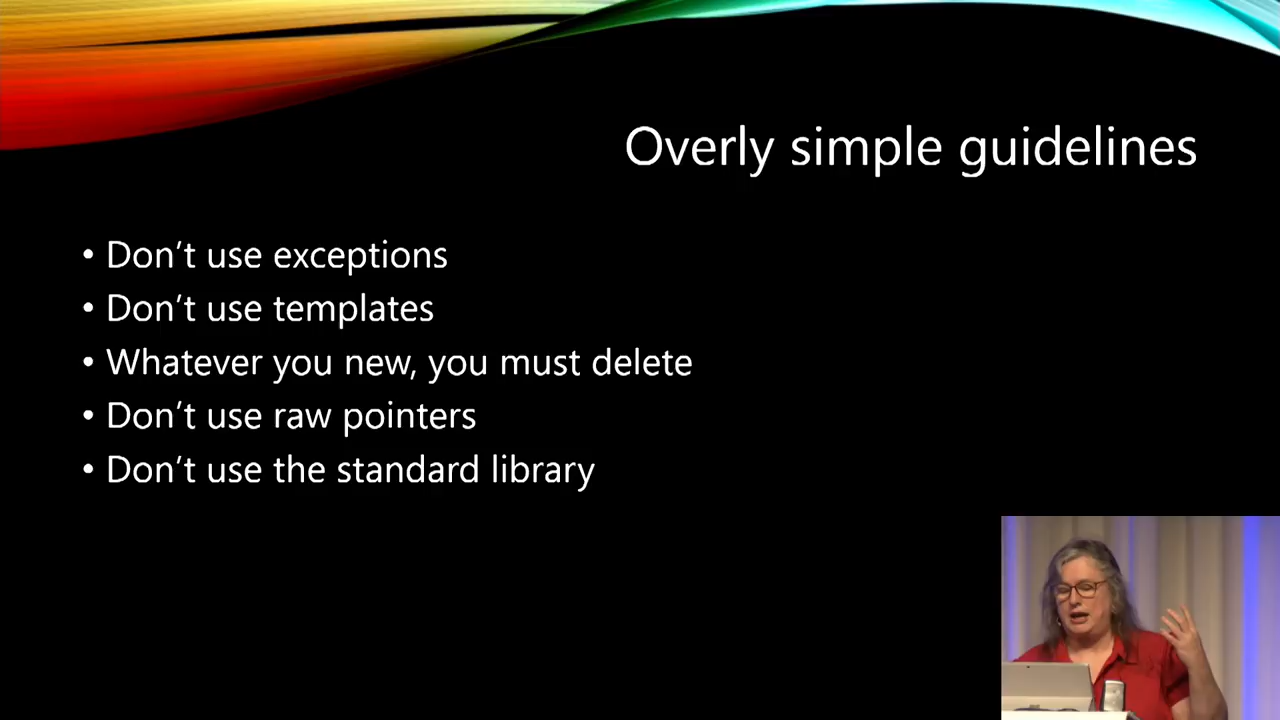 Overly simple guidelines
• Don’t use exceptions
• Don’t use templates
• Whatever you new, you must delete
• Don’t use raw pointers
• Don’t use the standard library